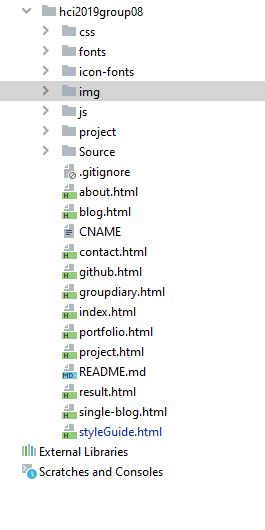 hci2019group08
css
fonts
icon-fonts
img
js
project
Source
.gitignore
about.html
blog.html
CNAME
contact.html
github.html
groupdiary.html
index.html
portfolio.html
project.html
README.md
result.html
single-blog.html
styleGuide.html
External Libraries
Scratches and Consoles